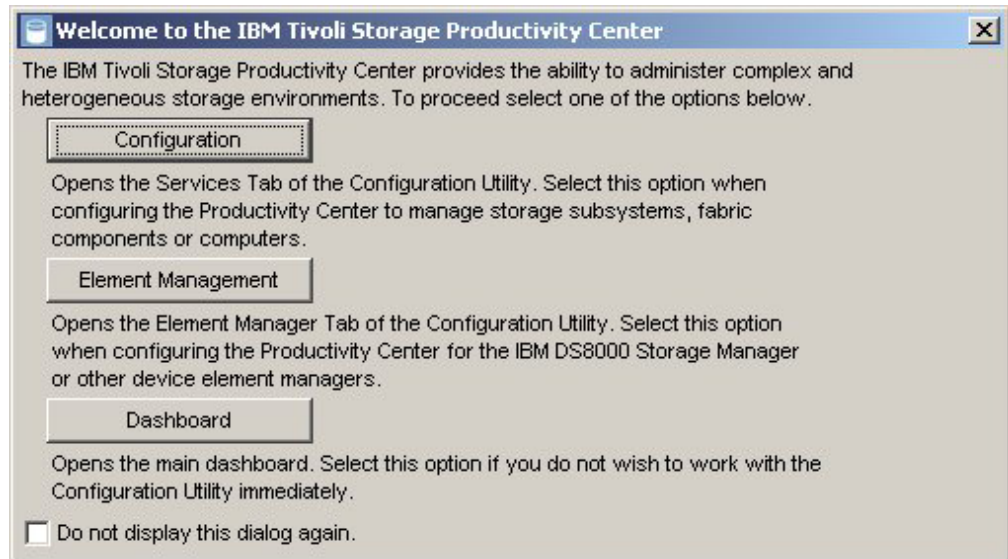 Welcome to the IBM Tivoli Storage Productivity Center
The IBM Tivoli Storage Productivity Center provides the ability to administer complex and
heterogeneous storage environments. To proceed select one of the options below.
Configuration
Opens the Services Tab of the Configuration Utility. Select this option when
configuring the Productivity Center to manage storage subsystems, fabric
components or computers.
Element Management
Opens the Element Manager Tab of the Configuration Utility. Select this option
when configuring the Productivity Center for the IBM DS8000 Storage Manager
or other device element managers.
Dashboard
Opens the main dashboard. Select this option if you do not wish to work with the
Configuration Utility immediately.
Do not display this dialog again.